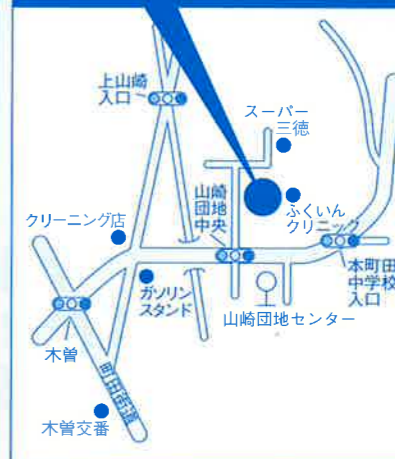 上山崎
入口
スーパー
三徳
山崎
団地
中央
ふくいん
クリニック
クリーニング店
本町田
中学校
入口
ガソリン
スタンド
山崎団地センター
木曽
町田街道
木曽交番